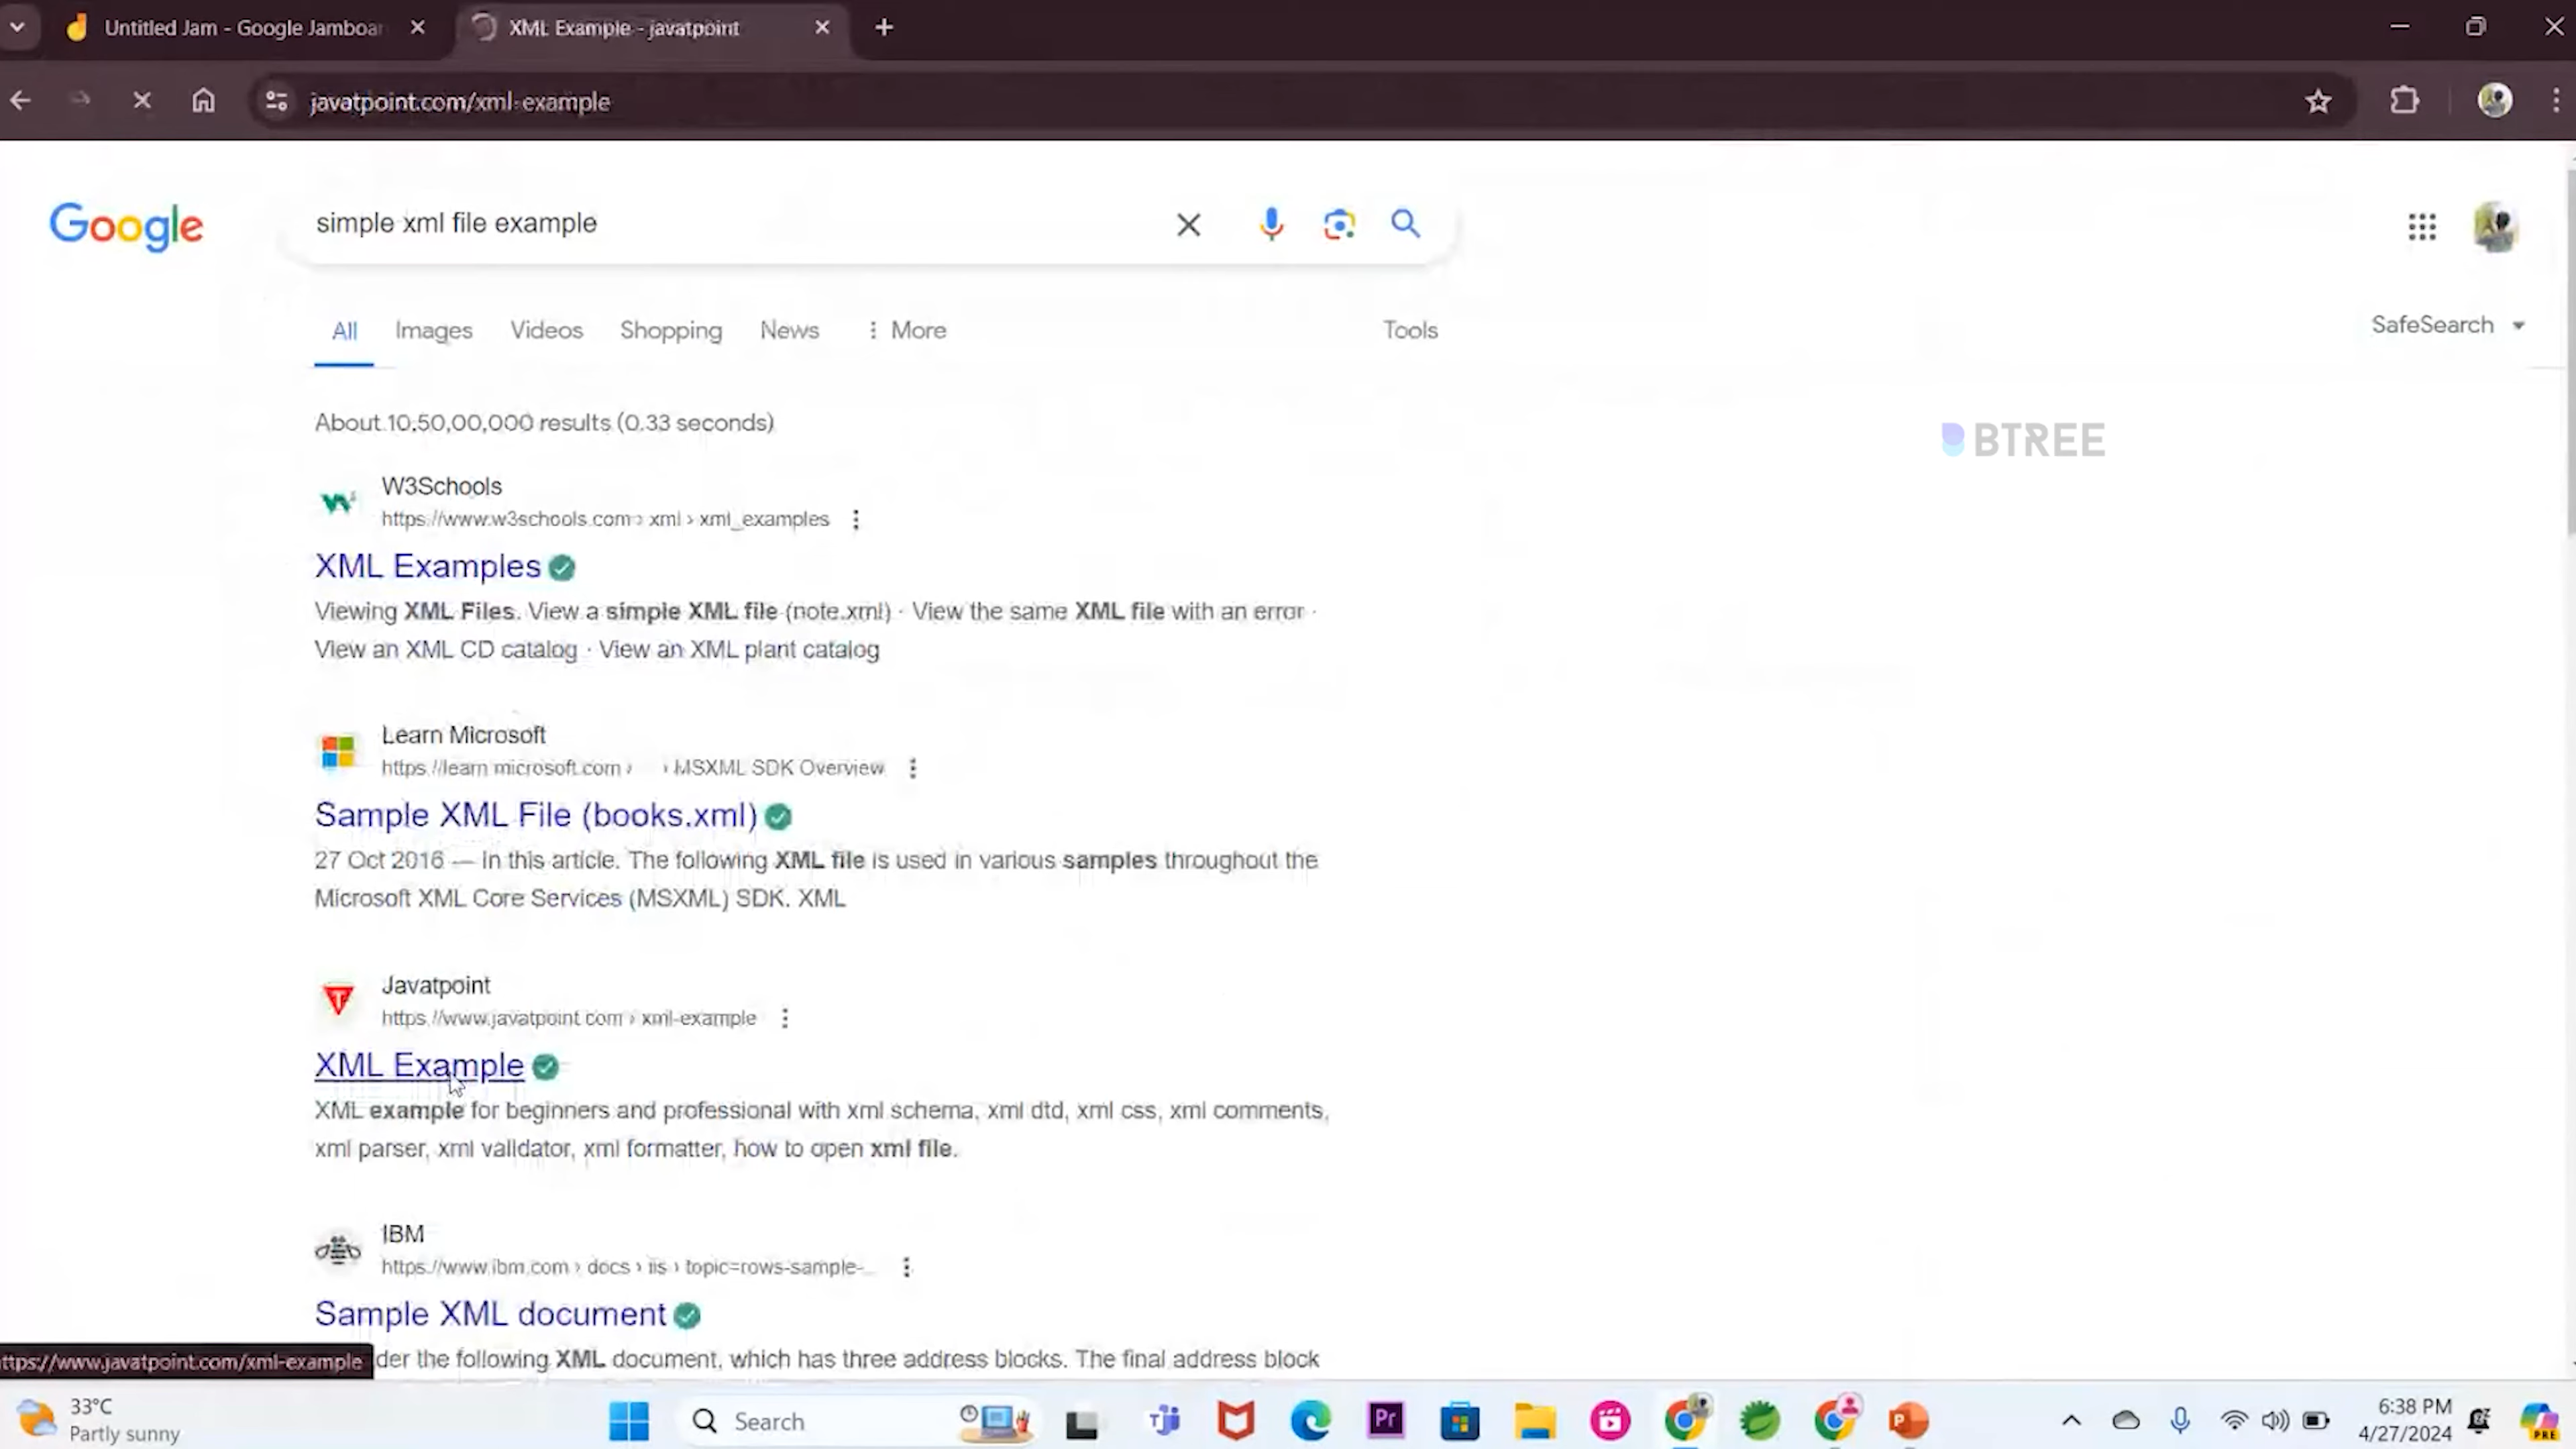 Untitled Jam - Google Jamboar
XML Example - javatpoint
javatpoint.com/xml-example
Google
simple xml file example
All Images Videos Shopping News More Tools
SafeSearch
About 10,50,00,000 results (0.33 seconds)
BTREE
W3Schools
https://www.w3schools.com › xml › xml_examples
XML Examples
Viewing XML Files. View a simple XML file (note.xml) · View the same XML file with an error ·
View an XML CD catalog · View an XML plant catalog
Learn Microsoft
https://learn.microsoft.com › › MSXML SDK Overview
Sample XML File (books.xml)
27 Oct 2016 — In this article. The following XML file is used in various samples throughout the
Microsoft XML Core Services (MSXML) SDK. XML
Javatpoint
https://www.javatpoint.com › xml-example
XML Example
XML example for beginners and professional with xml schema, xml dtd, xml css, xml comments,
xml parser, xml validator, xml formatter, how to open xml file.
IBM
https://www.ibm.com › docs › iis › topic=rows-sample-...
Sample XML document
der the following XML document, which has three address blocks. The final address block
ttps://www.javatpoint.com/xml-example
33°C
Partly sunny
Search
Pr
6:38 PM
4/27/2024
PRE